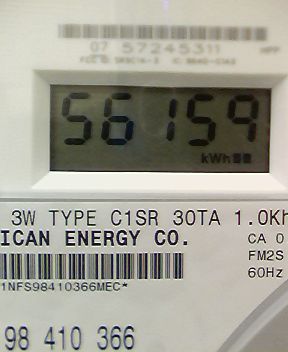 07 57245311
HPP
56159
kWh
3W TYPE C1SR 30TA 1.0Kh
ICAN ENERGY CO.
CA 0
FM2S
60Hz
1NFS98410366MEC*
98 410 366